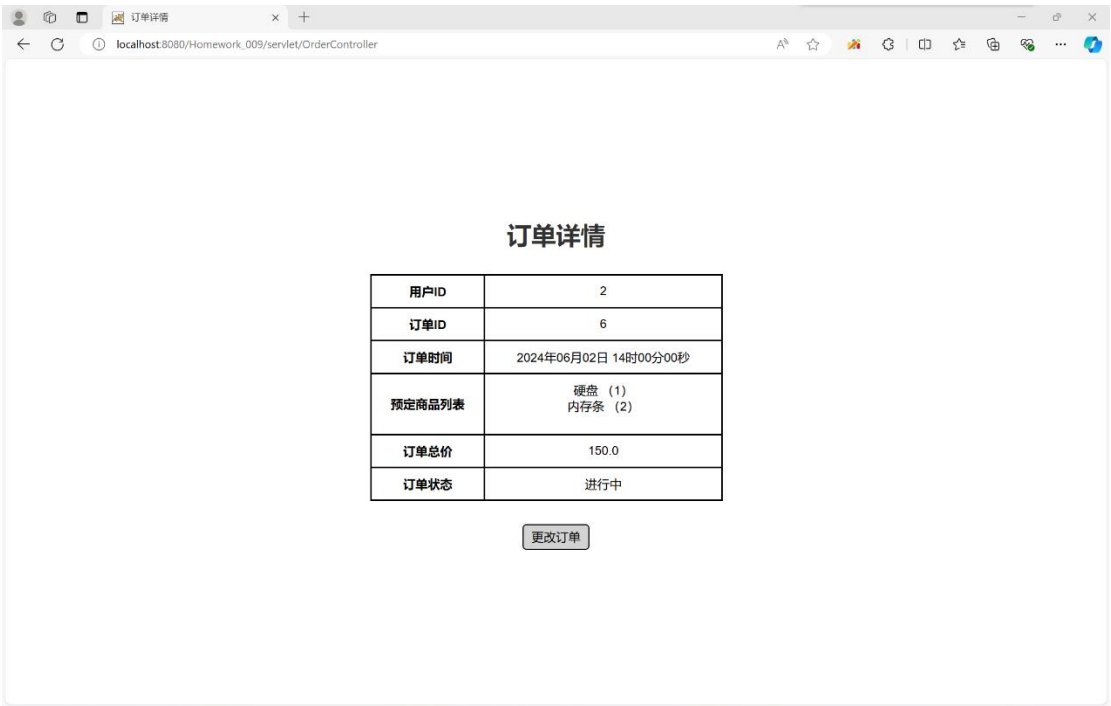 订单详情
localhost:8080/Homework_009/servlet/OrderController
订单详情
用户ID 2
订单ID 6
订单时间 2024年06月02日 14时00分00秒
预定商品列表 硬盘 （1）
内存条 （2）
订单总价 150.0
订单状态 进行中
更改订单